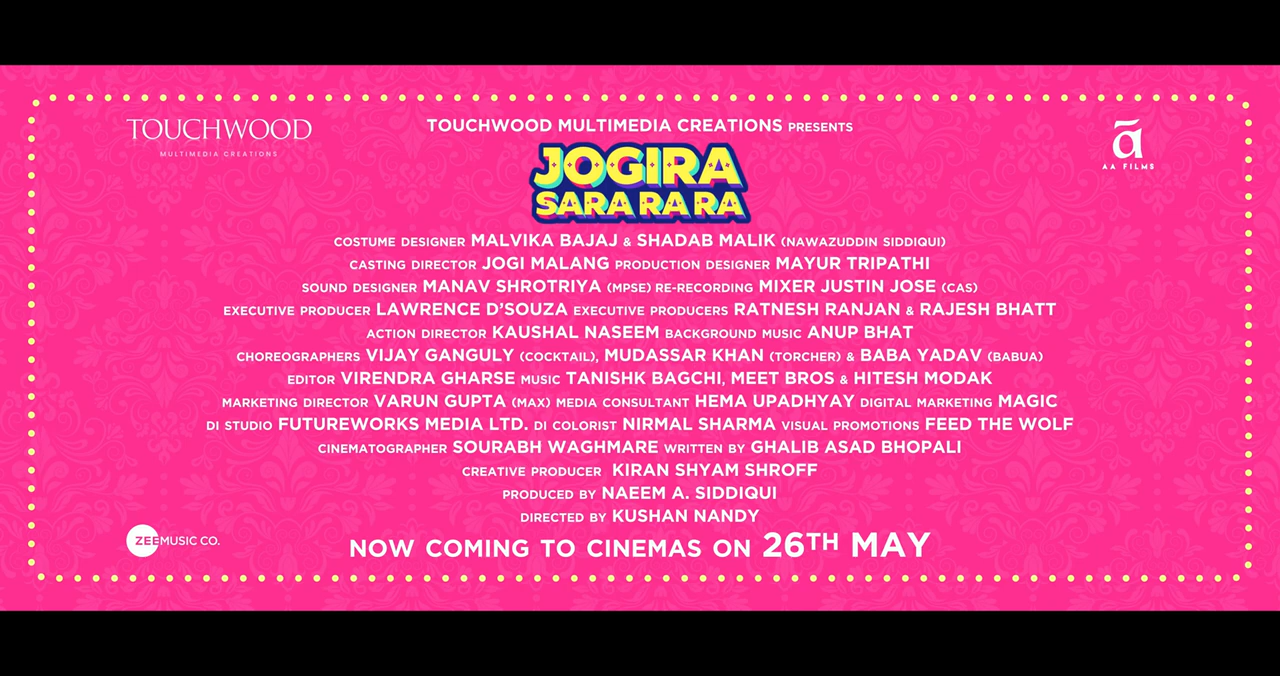 TOUCHWOOD
MULTIMEDIA CREATIONS
TOUCHWOOD MULTIMEDIA CREATIONS PRESENTS
ā
AA FILMS
JOGIRA
SARA RA RA
COSTUME DESIGNER MALVIKA BAJAJ & SHADAB MALIK (NAWAZUDDIN SIDDIQUI)
CASTING DIRECTOR JOGI MALANG PRODUCTION DESIGNER MAYUR TRIPATHI
SOUND DESIGNER MANAV SHROTRIYA (MPSE) RE-RECORDING MIXER JUSTIN JOSE (CAS)
EXECUTIVE PRODUCER LAWRENCE D'SOUZA EXECUTIVE PRODUCERS RATNESH RANJAN & RAJESH BHATT
ACTION DIRECTOR KAUSHAL NASEEM BACKGROUND MUSIC ANUP BHAT
CHOREOGRAPHERS VIJAY GANGULY (COCKTAIL), MUDASSAR KHAN (TORCHER) & BABA YADAV (BABUA)
EDITOR VIRENDRA GHARSE MUSIC TANISHK BAGCHI, MEET BROS & HITESH MODAK
MARKETING DIRECTOR VARUN GUPTA (MAX) MEDIA CONSULTANT HEMA UPADHYAY DIGITAL MARKETING MAGIC
DI STUDIO FUTUREWORKS MEDIA LTD. DI COLORIST NIRMAL SHARMA VISUAL PROMOTIONS FEED THE WOLF
CINEMATOGRAPHER SOURABH WAGHMARE WRITTEN BY GHALIB ASAD BHOPALI
CREATIVE PRODUCER KIRAN SHYAM SHROFF
PRODUCED BY NAEEM A. SIDDIQUI
DIRECTED BY KUSHAN NANDY
ZEE MUSIC CO.
NOW COMING TO CINEMAS ON 26TH MAY